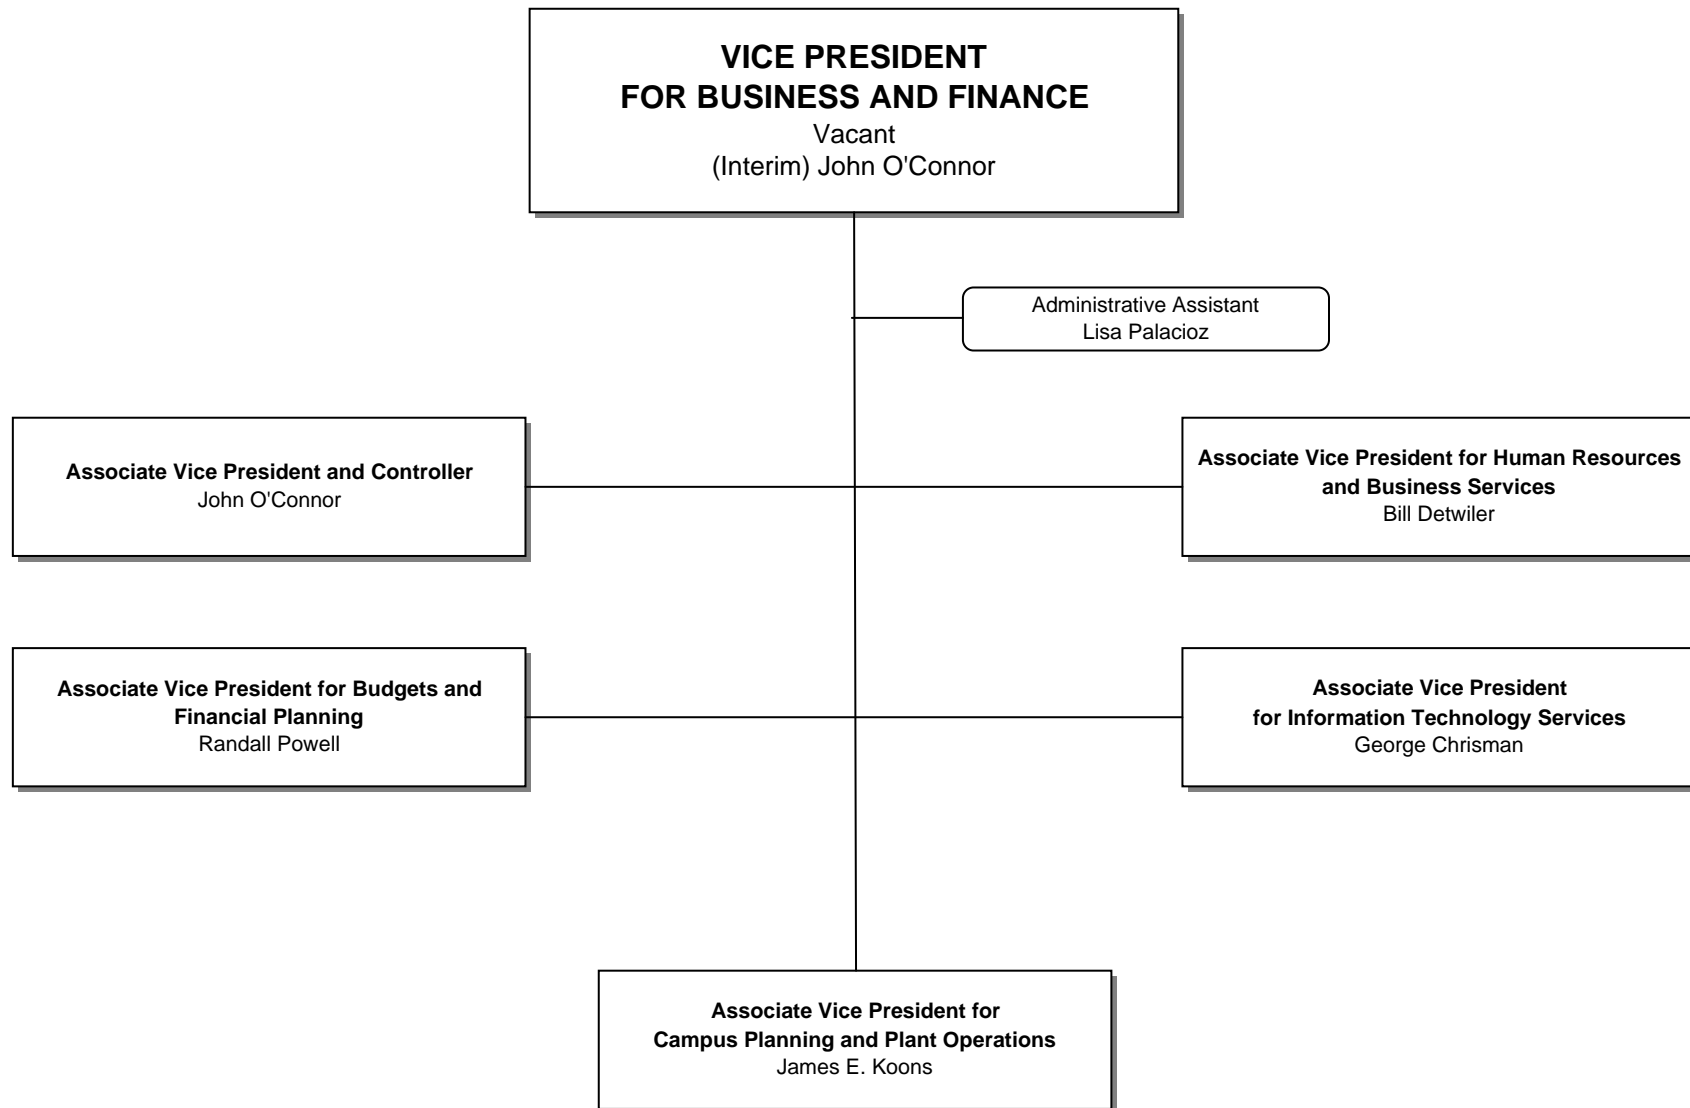 VICE PRESIDENT
FOR BUSINESS AND FINANCE
Vacant
(Interim) John O'Connor
Administrative Assistant
Lisa Palacioz
Associate Vice President and Controller
John O'Connor
Associate Vice President for Human Resources
and Business Services
Bill Detwiler
Associate Vice President for Budgets and
Financial Planning
Randall Powell
Associate Vice President
for Information Technology Services
George Chrisman
Associate Vice President for
Campus Planning and Plant Operations
James E. Koons